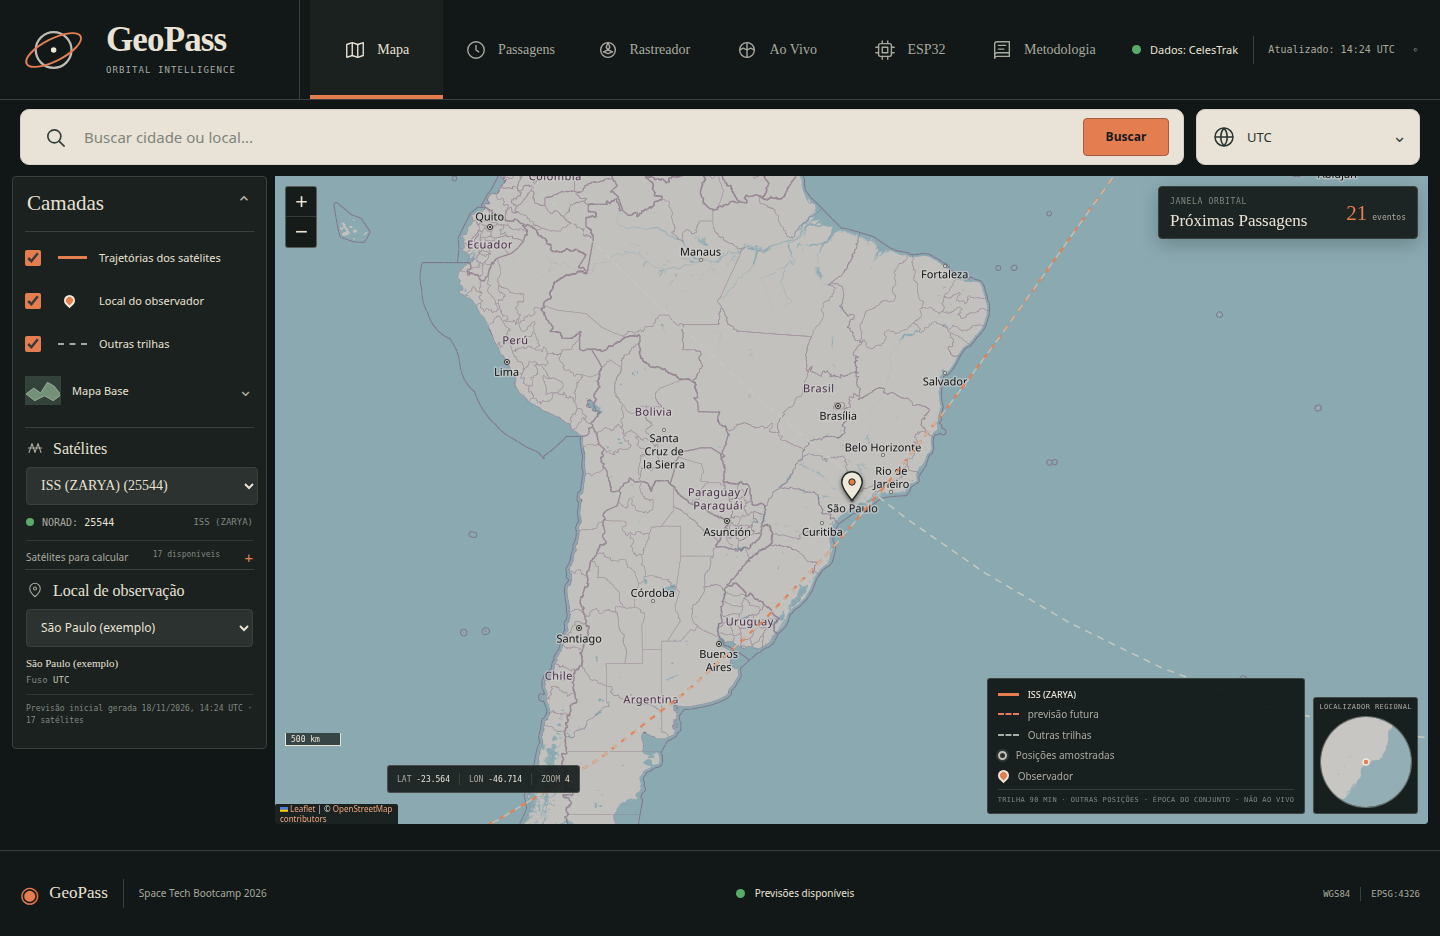 GeoPass
ORBITAL INTELLIGENCE
Mapa
Passagens
Rastreador
Ao Vivo
ESP32
Metodologia
Dados: CelesTrak
Atualizado: 14:24 UTC
Buscar cidade ou local...
Buscar
UTC
Camadas
Trajetórias dos satélites
Local do observador
Outras trilhas
Mapa Base
Satélites
ISS (ZARYA) (25544)
NORAD: 25544
ISS (ZARYA)
Satélites para calcular
17 disponíveis
+
Local de observação
São Paulo (exemplo)
São Paulo (exemplo)
Fuso UTC
Previsão inicial gerada 18/11/2026, 14:24 UTC ·
17 satélites
+
−
Colombia
Quito
Ecuador
Manaus
Fortaleza
Perú
Lima
Salvador
Brasil
Brasília
Bolivia
Santa
Cruz de
la Sierra
Belo Horizonte
Rio de
Janeiro
São Paulo
Paraguay /
Paraguái
Asunción
Curitiba
Córdoba
Uruguay
Santiago
Buenos
Aires
Chile
Argentina
Abidjan
JANELA ORBITAL
Próximas Passagens
21 eventos
500 km
LAT -23.564
LON -46.714
ZOOM 4
Leaflet | © OpenStreetMap
contributors
ISS (ZARYA)
previsão futura
Outras trilhas
Posições amostradas
Observador
TRILHA 90 MIN · OUTRAS POSIÇÕES · ÉPOCA DO CONJUNTO · NÃO AO VIVO
LOCALIZADOR REGIONAL
GeoPass
Space Tech Bootcamp 2026
Previsões disponíveis
WGS84
EPSG:4326